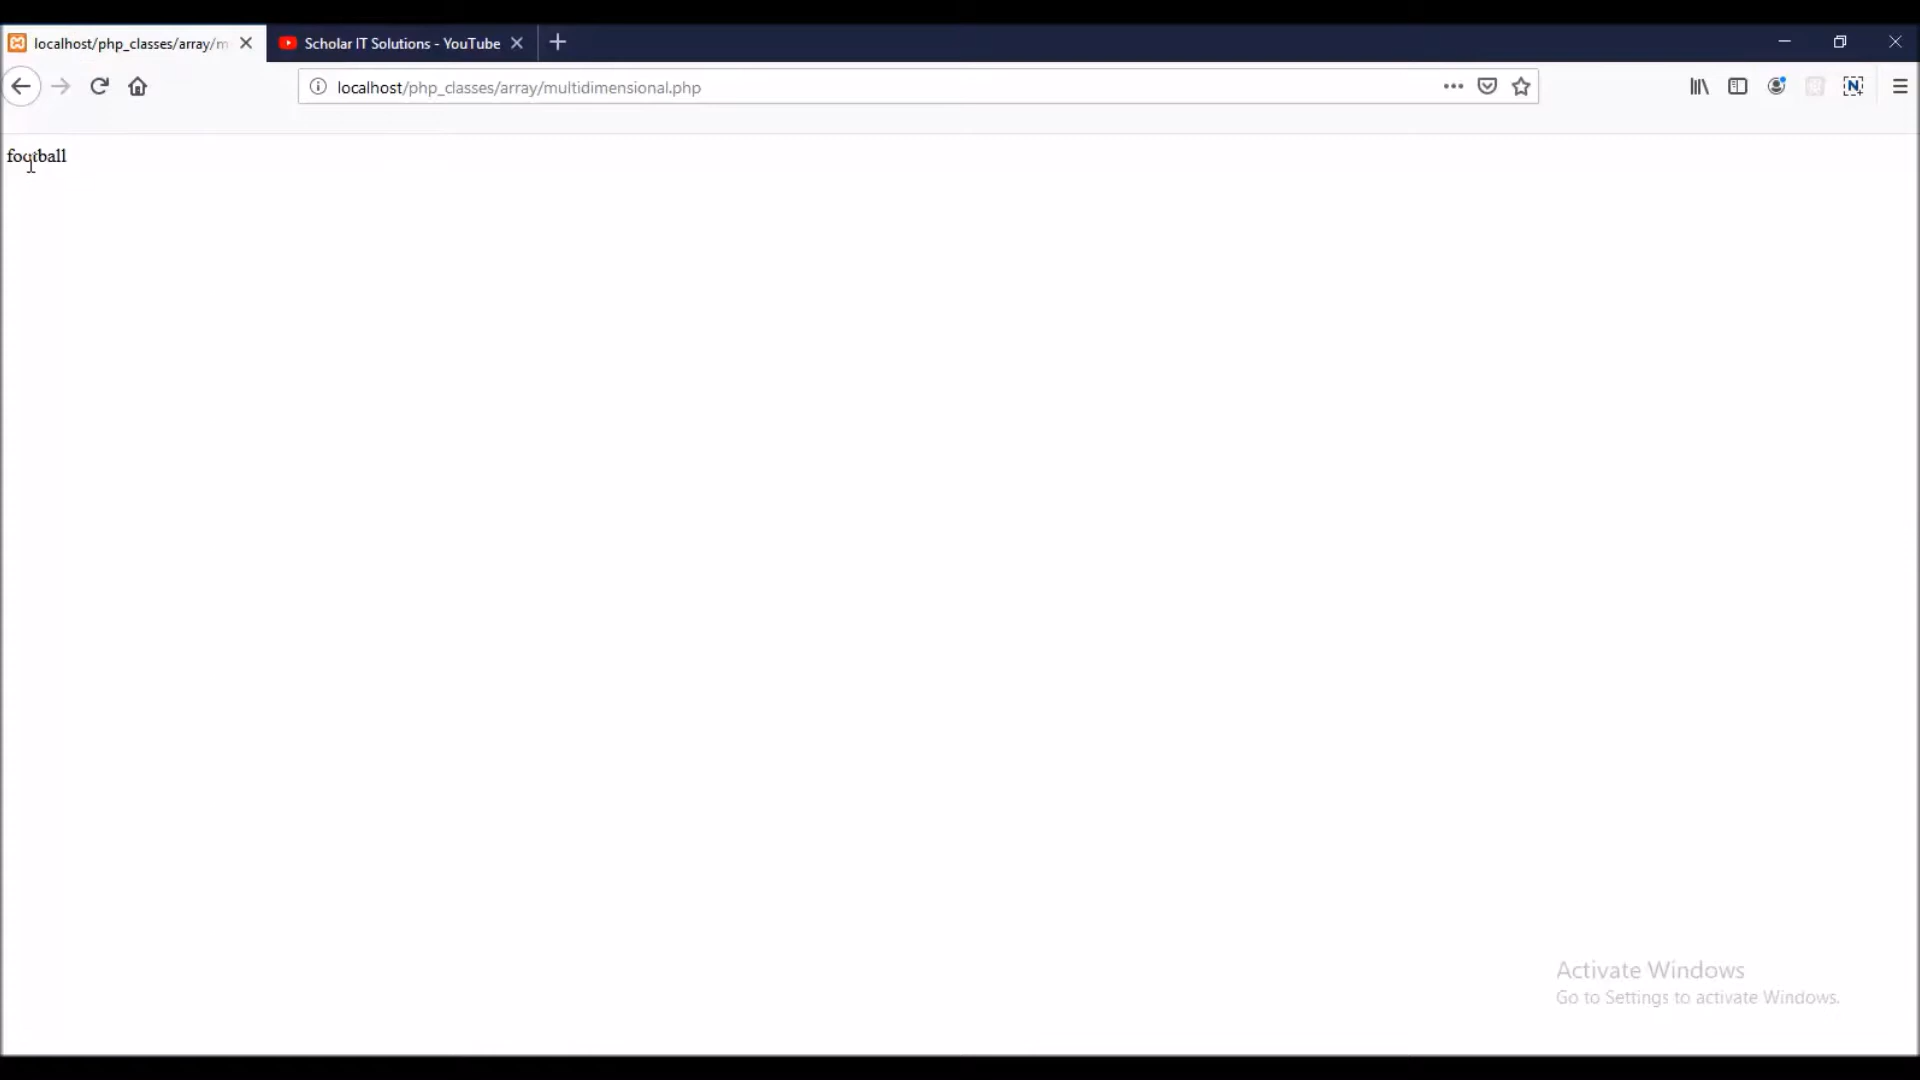 localhost/php_classes/array/m
Scholar IT Solutions - YouTube
localhost/php_classes/array/multidimensional.php
football
Activate Windows
Go to Settings to activate Windows.